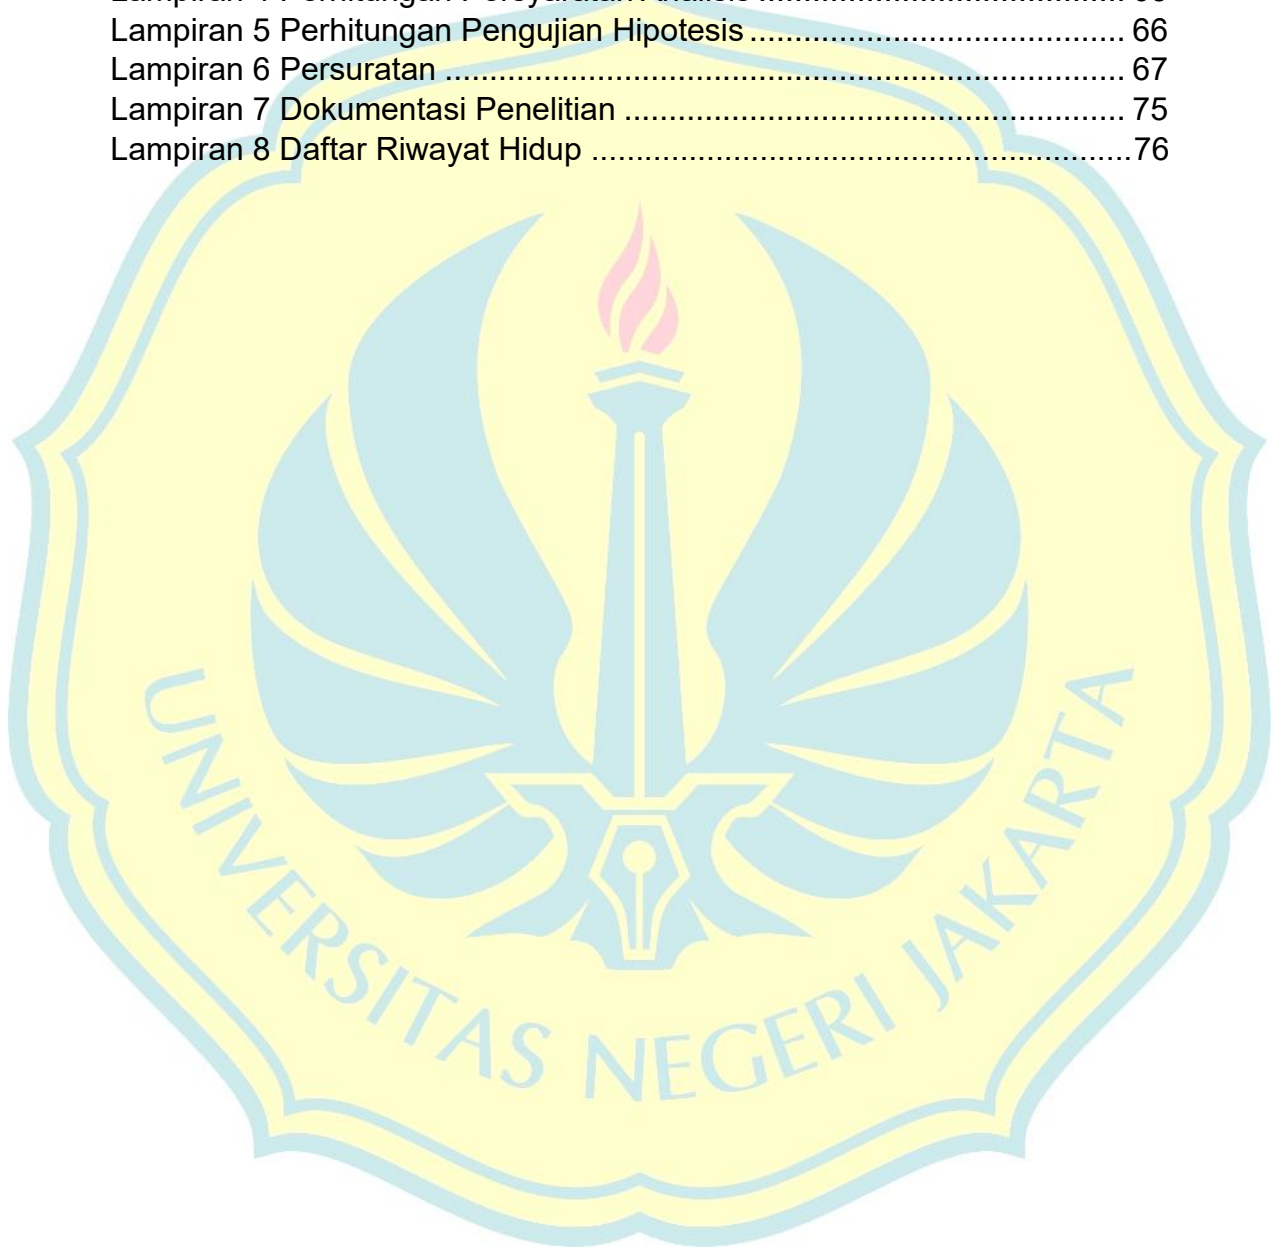 Lampiran 5 Perhitungan Pengujian Hipotesis .......................................... 66
Lampiran 6 Persuratan ............................................................................ 67
Lampiran 7 Dokumentasi Penelitian ........................................................ 75
Lampiran 8 Daftar Riwayat Hidup ............................................................76
UNIVERSITAS NEGERI JAKARTA